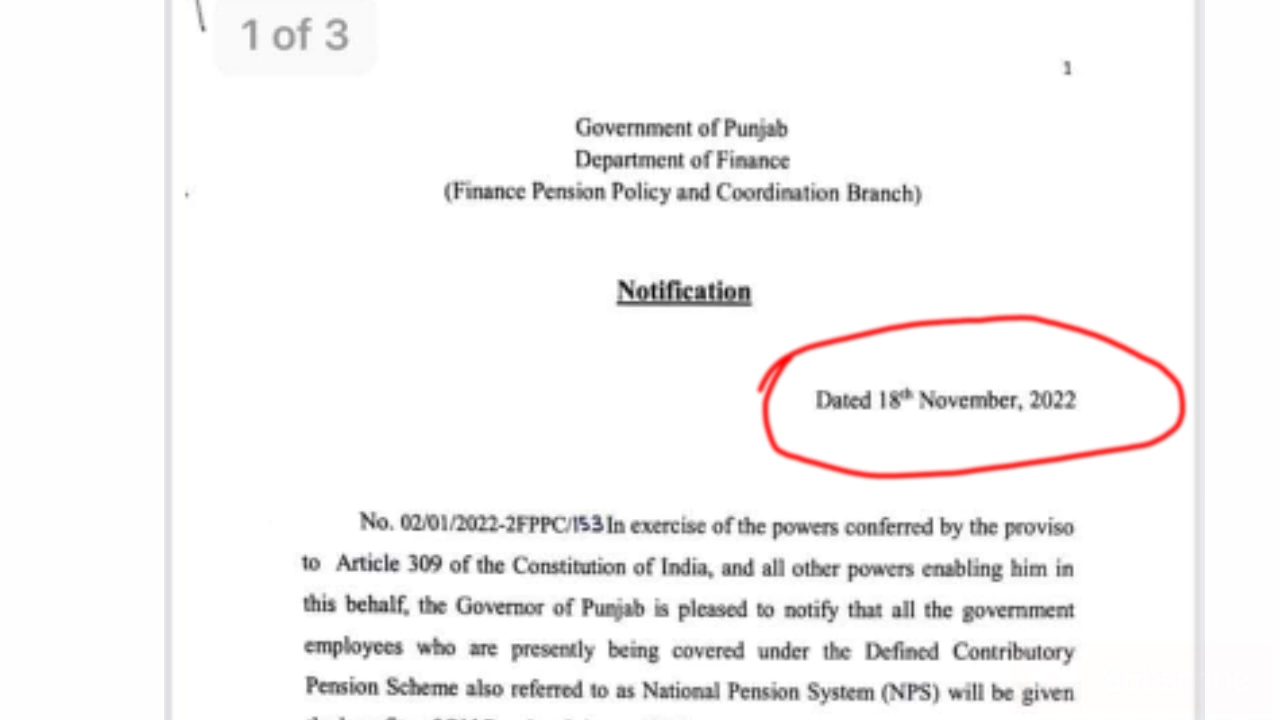 1 of 3
1
Government of Punjab
Department of Finance
(Finance Pension Policy and Coordination Branch)
Notification
Dated 18th November, 2022
No. 02/01/2022-2FPPC/153 In exercise of the powers conferred by the proviso
to Article 309 of the Constitution of India, and all other powers enabling him in
this behalf, the Governor of Punjab is pleased to notify that all the government
employees who are presently being covered under the Defined Contributory
Pension Scheme also referred to as National Pension System (NPS) will be given